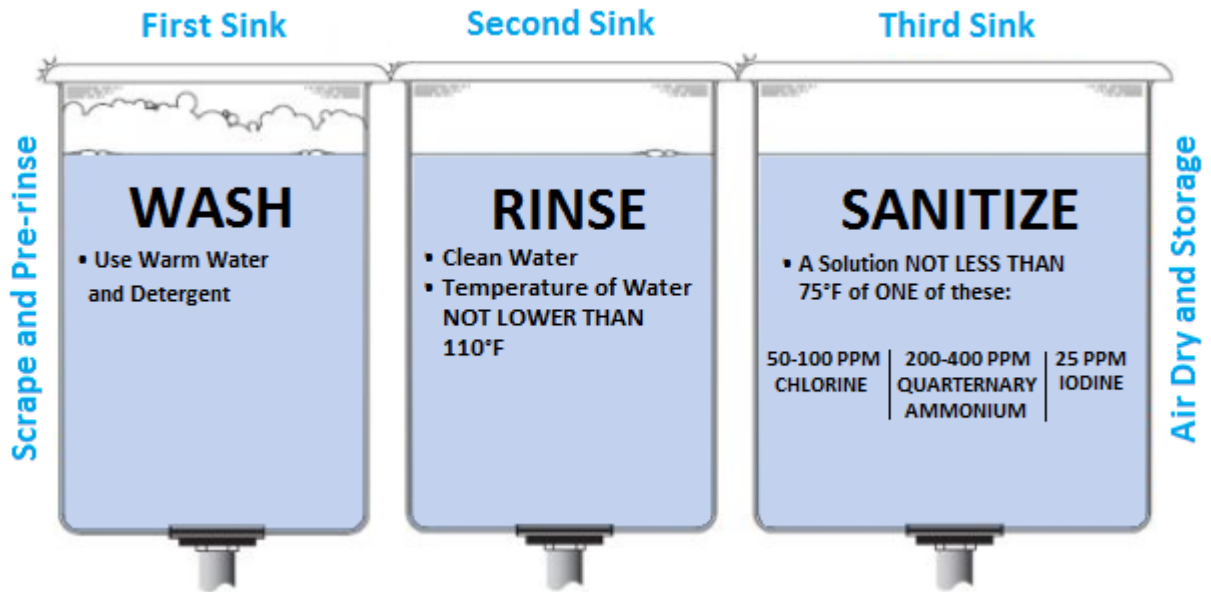 First Sink
Second Sink
Third Sink
Scrape and Pre-rinse
WASH
• Use Warm Water
and Detergent
RINSE
• Clean Water
• Temperature of Water
NOT LOWER THAN
110°F
SANITIZE
• A Solution NOT LESS THAN
75°F of ONE of these:
50-100 PPM
CHLORINE
200-400 PPM
QUARTERNARY
AMMONIUM
25 PPM
IODINE
Air Dry and Storage